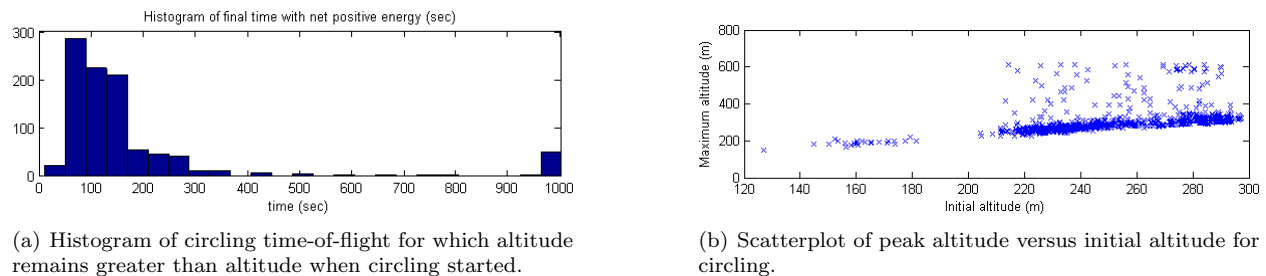 Histogram of final time with net positive energy (sec)
300
200
100
0
0 100 200 300 400 500 600 700 800 900 1000
time (sec)
(a) Histogram of circling time-of-flight for which altitude
remains greater than altitude when circling started.
Maximum altitude (m)
800
600
400
200
0
120 140 160 180 200 220 240 260 280 300
Initial altitude (m)
(b) Scatterplot of peak altitude versus initial altitude for
circling.